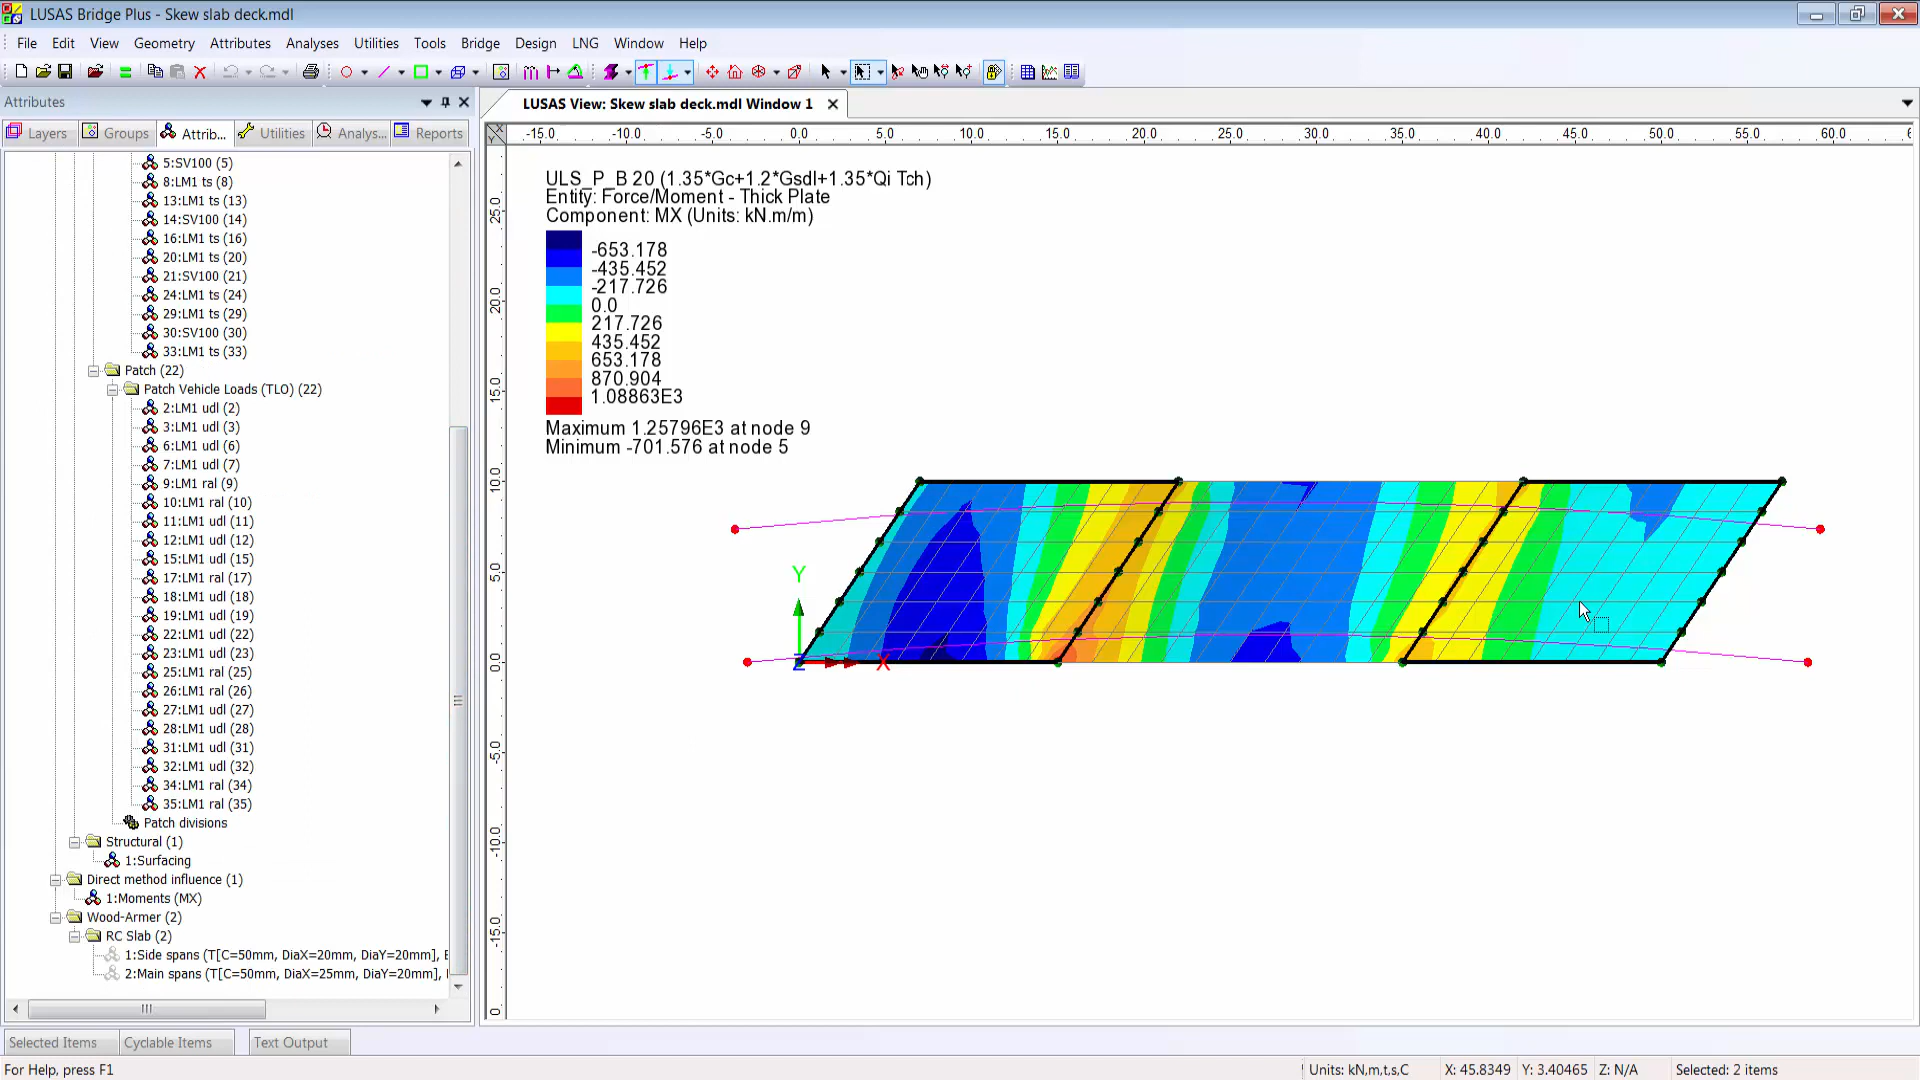 LUSAS Bridge Plus - Skew slab deck.mdl
File Edit View Geometry Attributes Analyses Utilities Tools Bridge Design LNG Window Help
Attributes
Layers Groups Attrib... Utilities Analys... Reports
5:SV100 (5)
8:LM1 ts (8)
13:LM1 ts (13)
14:SV100 (14)
16:LM1 ts (16)
20:LM1 ts (20)
21:SV100 (21)
24:LM1 ts (24)
29:LM1 ts (29)
30:SV100 (30)
33:LM1 ts (33)
Patch (22)
Patch Vehicle Loads (TLO) (22)
2:LM1 udl (2)
3:LM1 udl (3)
6:LM1 udl (6)
7:LM1 udl (7)
9:LM1 ral (9)
10:LM1 ral (10)
11:LM1 udl (11)
12:LM1 udl (12)
15:LM1 udl (15)
17:LM1 ral (17)
18:LM1 udl (18)
19:LM1 udl (19)
22:LM1 udl (22)
23:LM1 udl (23)
25:LM1 ral (25)
26:LM1 ral (26)
27:LM1 udl (27)
28:LM1 udl (28)
31:LM1 udl (31)
32:LM1 udl (32)
34:LM1 ral (34)
35:LM1 ral (35)
Patch divisions
Structural (1)
1:Surfacing
Direct method influence (1)
1:Moments (MX)
Wood-Armer (2)
RC Slab (2)
1:Side spans (T[C=50mm, DiaX=20mm, DiaY=20mm], E
2:Main spans (T[C=50mm, DiaX=25mm, DiaY=20mm],
Selected Items Cyclable Items Text Output
LUSAS View: Skew slab deck.mdl Window 1
-15.0 -10.0 -5.0 0.0 5.0 10.0 15.0 20.0 25.0 30.0 35.0 40.0 45.0 50.0 55.0 60.0 6
25.0
20.0
15.0
10.0
5.0
0.0
-5.0
-10.0
-15.0
0.
ULS_P_B 20 (1.35*Gc+1.2*Gsdl+1.35*Qi Tch)
Entity: Force/Moment - Thick Plate
Component: MX (Units: kN.m/m)
-653.178
-435.452
-217.726
0.0
217.726
435.452
653.178
870.904
1.08863E3
Maximum 1.25796E3 at node 9
Minimum -701.576 at node 5
Y
Z X
For Help, press F1
Units: kN,m,t,s,C X: 45.8349 Y: 3.40465 Z: N/A Selected: 2 items